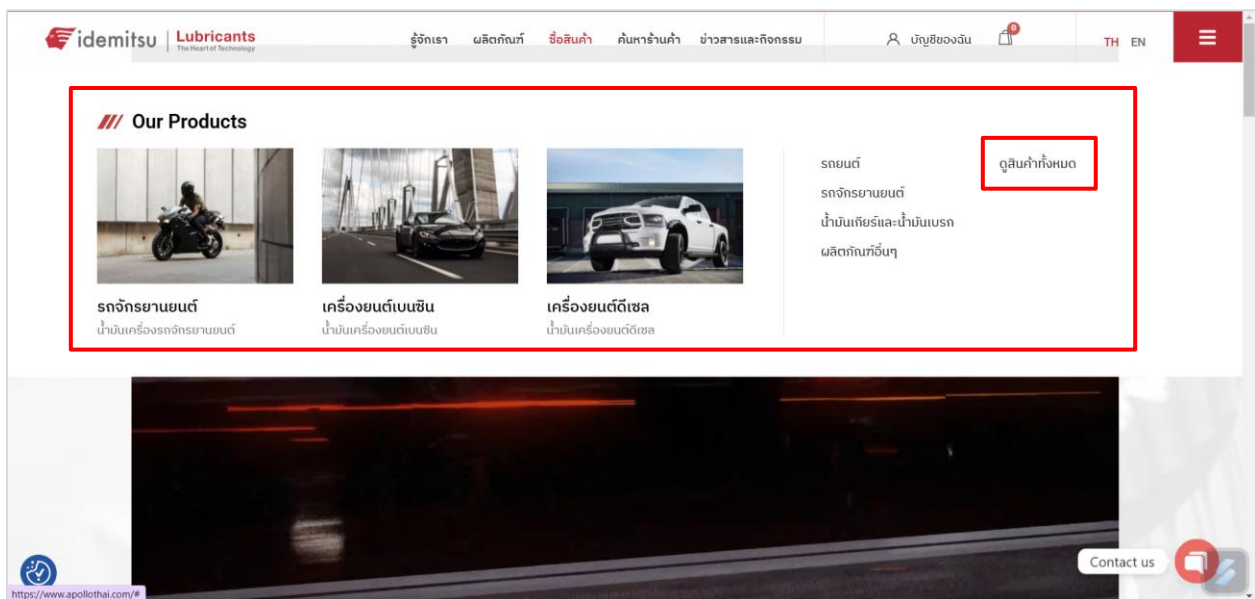 idemitsu Lubricants
The Heart of Technology
รู้จักเรา ผลิตภัณฑ์ ซื้อสินค้า ค้นหาร้านค้า ข่าวสารและกิจกรรม บัญชีของฉัน 0 TH EN
Our Products
รถยนต์ ดูสินค้าทั้งหมด
รถจักรยานยนต์
น้ำมันเกียร์และน้ำมันเบรก
ผลิตภัณฑ์อื่นๆ
รถจักรยานยนต์ เครื่องยนต์เบนซิน เครื่องยนต์ดีเซล
น้ำมันเครื่องรถจักรยานยนต์ น้ำมันเครื่องยนต์เบนซิน น้ำมันเครื่องยนต์ดีเซล
Contact us
https://www.apollothai.com/#